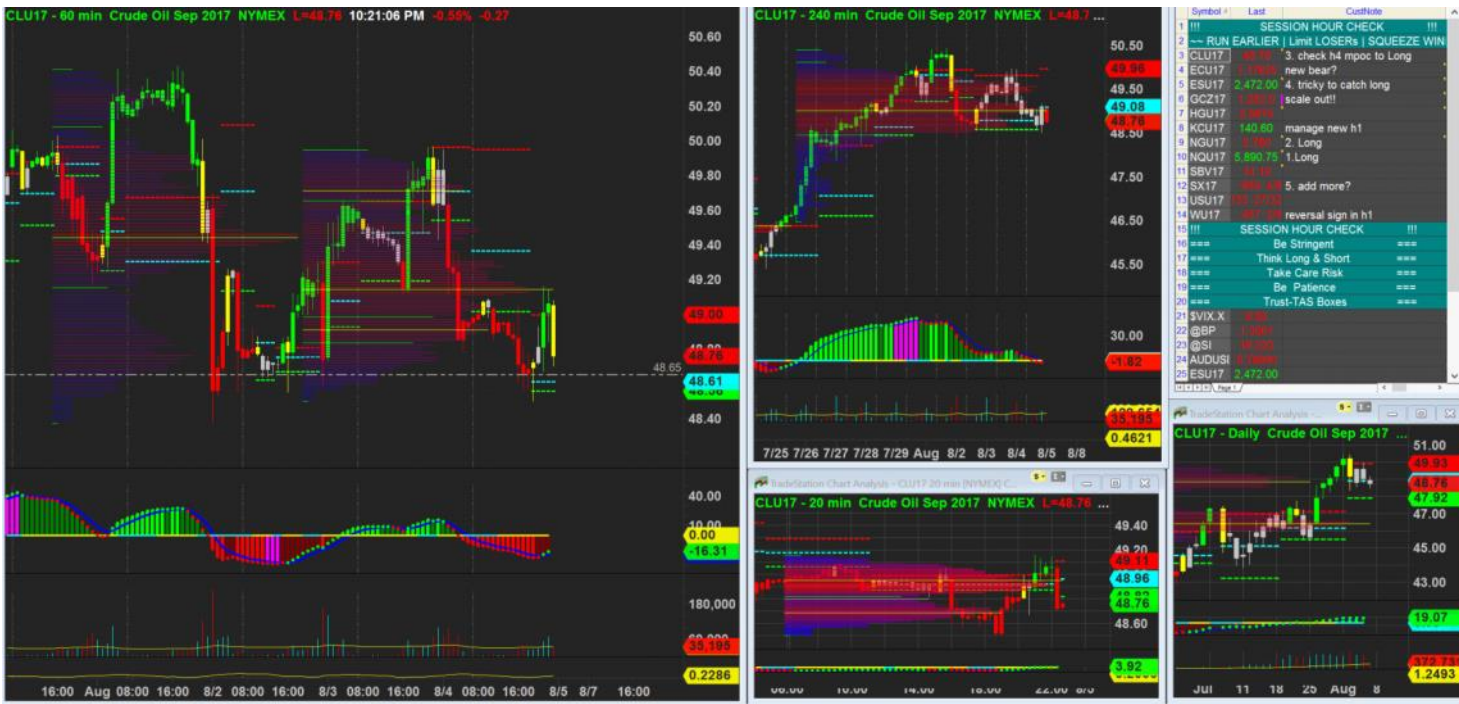 CLU17 - 60 min Crude Oil Sep 2017 NYMEX L=48.76 10:21:06 PM -0.55% -0.27
50.60
50.40
50.20
50.00
49.80
49.60
49.40
49.20
49.00
48.76
48.65
48.61
48.40
40.00
0.00
-16.31
180,000
35,195
0.2286
16:00 Aug 08:00 16:00 8/2 08:00 16:00 8/3 08:00 16:00 8/4 08:00 16:00 8/5 8/7 16:00
CLU17 - 240 min Crude Oil Sep 2017 NYMEX L=48.7 ...
50.50
49.96
49.50
49.08
48.76
48.50
47.50
46.50
45.50
30.00
-1.82
35,195
0.4621
7/25 7/26 7/27 7/28 7/29 Aug 8/2 8/3 8/4 8/5 8/8
TradeStation Chart Analysis - CLU17 20 min [NYMEX] C...
CLU17 - 20 min Crude Oil Sep 2017 NYMEX L=48.76 ...
49.40
49.20
49.11
48.96
48.76
48.60
3.92
Symbol Last CustNote
1 !!! SESSION HOUR CHECK !!!
2 ~~ RUN EARLIER | Limit LOSERs | SQUEEZE WIN
3 CLU17 3. check h4 mpoc to Long
4 ECU17 new bear?
5 ESU17 2,472.00 4. tricky to catch long
6 GCZ17 scale out!!
7 HGU17
8 KCU17 140.60 manage new h1
9 NGU17 2. Long
10 NQU17 5,890.75 1.Long
11 SBV17
12 SX17 5. add more?
13 USU17
14 WU17 reversal sign in h1
15 !!! SESSION HOUR CHECK !!!
16 === Be Stringent ===
17 === Think Long & Short ===
18 === Take Care Risk ===
19 === Be Patience ===
20 === Trust-TAS Boxes ===
21 $VIX.X
22 @BP
23 @SI
24 AUDUSI
25 ESU17 2,472.00
Page 1
TradeStation Chart Analysis -...
CLU17 - Daily Crude Oil Sep 2017 ...
51.00
49.93
48.76
47.92
47.00
45.00
43.00
19.07
1.2493
Jul 11 18 25 Aug 8